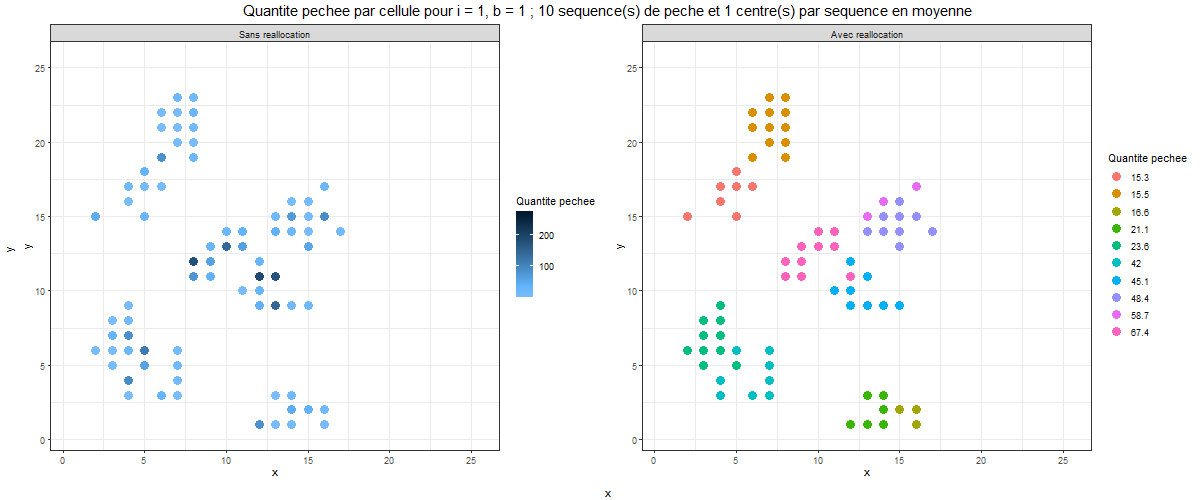 Quantite pechee par cellule pour i = 1, b = 1 ; 10 sequence(s) de peche et 1 centre(s) par sequence en moyenne
Sans reallocation
25
20
15
10
5
0
y
y
0 5 10 15 20 25
x
Quantite pechee
200
100
Avec reallocation
25
20
15
10
5
0
y
0 5 10 15 20 25
x
Quantite pechee
15.3
15.5
16.6
21.1
23.6
42
45.1
48.4
58.7
67.4
x